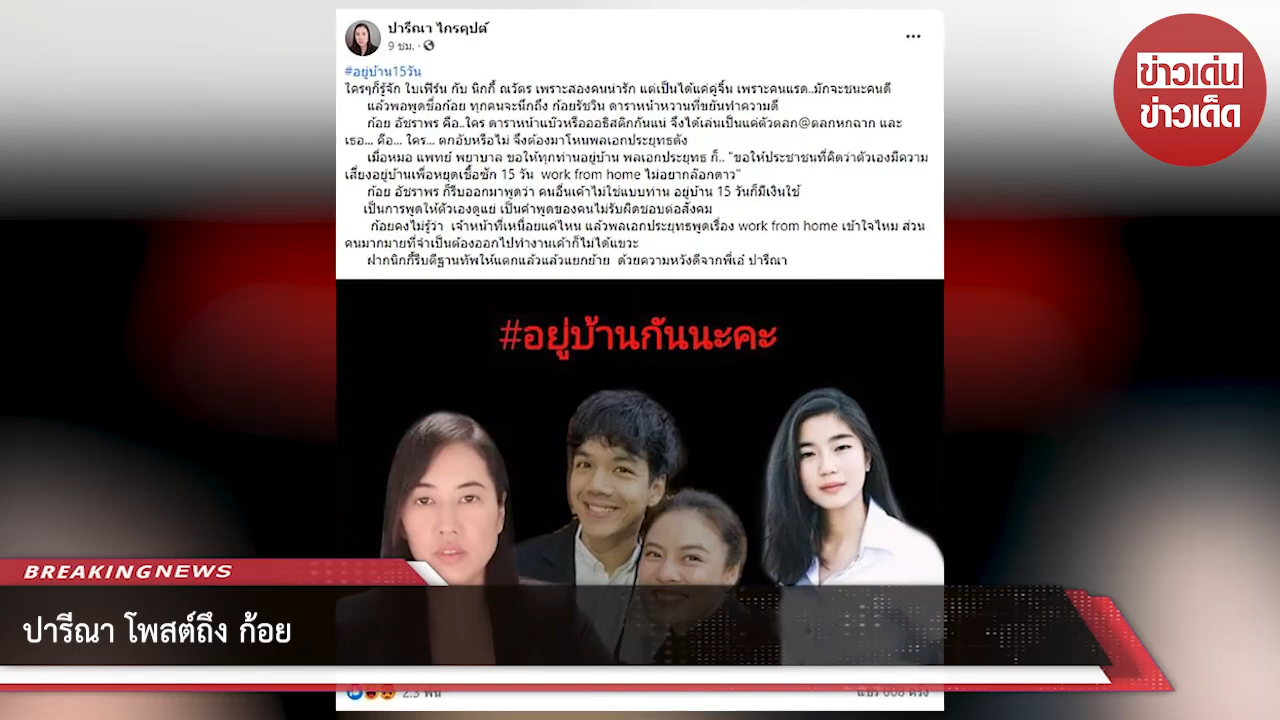 ปารีณา ไกรคุปต์
9 ชม.
#อยู่บ้าน15วัน
ใครๆก็รู้จัก ใบเฟิร์น กับ นิกกี้ ณวัตร เพราะสองคนน่ารัก แต่เป็นได้แค่คู่จิ้น เพราะคนแรด..มักจะชนะคนดี
แล้วพอพูดชื่อก้อย ทุกคนจะนึกถึง ก้อยรัชวิน ดาราหน้าหวานที่ขยันทำความดี
ก้อย อัชราพร คือ..ใคร ดาราหน้าแบ๊วหรือออธิสติกกันแน่ จึงได้เล่นเป็นแค่ตัวตลก@ตลกหกฉาก และ
เธอ... คือ... ใคร... ตกอับหรือไม่ จึงต้องมาโหนพลเอกประยุทธดัง
เมื่อหมอ แพทย์ พยาบาล ขอให้ทุกท่านอยู่บ้าน พลเอกประยุทธ ก็.. "ขอให้ประชาชนที่คิดว่าตัวเองมีความ
เสี่ยงอยู่บ้านเพื่อหยุดเชื้อซัก 15 วัน work from home ไม่อยากล๊อกดาว"
ก้อย อัชราพร ก็รีบออกมาพูดว่า คนอื่นเค้าไม่ใช่แบบท่าน อยู่บ้าน 15 วันก็มีเงินใช้
เป็นการพูดให้ตัวเองดูแย่ เป็นคำพูดของคนไม่รับผิดชอบต่อสังคม
ก้อยคงไม่รู้ว่า เจ้าหน้าที่เหนื่อยแค่ไหน แล้วพลเอกประยุทธพูดเรื่อง work from home เข้าใจไหม ส่วน
คนมากมายที่จำเป็นต้องออกไปทำงานเค้าก็ไม่ได้แขวะ
ฝากนิกกี้รีบตีฐานทัพให้แตกแล้วแล้วแยกย้าย ด้วยความหวังดีจากพี่เอ๋ ปารีณา
#อยู่บ้านกันนะคะ
ข่าวเด่น
ข่าวเด็ด
BREAKINGNEWS
ปารีณา โพสต์ถึง ก้อย
2.3 พัน
แชร์ 608 ครั้ง